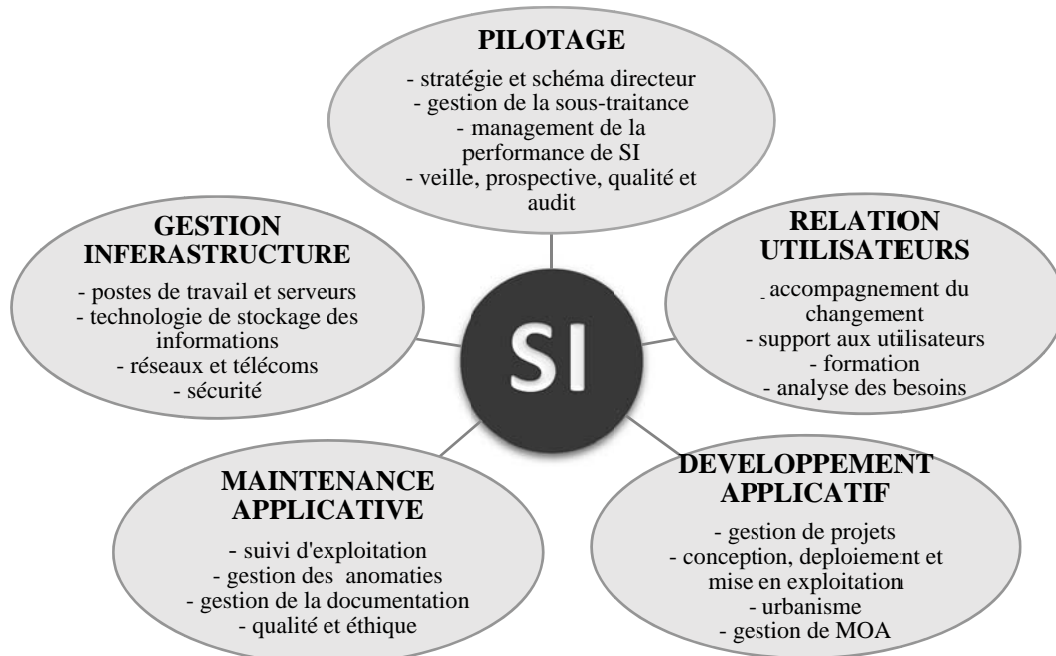 PILOTAGE
- stratégie et schéma directeur
- gestion de la sous-traitance
- management de la
performance de SI
- veille, prospective, qualité et
audit
GESTION
INFERASTRUCTURE
- postes de travail et serveurs
- technologie de stockage des
informations
- réseaux et télécoms
- sécurité
RELATION
UTILISATEURS
- accompagnement du
changement
- support aux utilisateurs
- formation
- analyse des besoins
SI
MAINTENANCE
APPLICATIVE
- suivi d'exploitation
- gestion des anomaties
- gestion de la documentation
- qualité et éthique
DEVELOPPEMENT
APPLICATIF
- gestion de projets
- conception, deploiement et
mise en exploitation
- urbanisme
- gestion de MOA